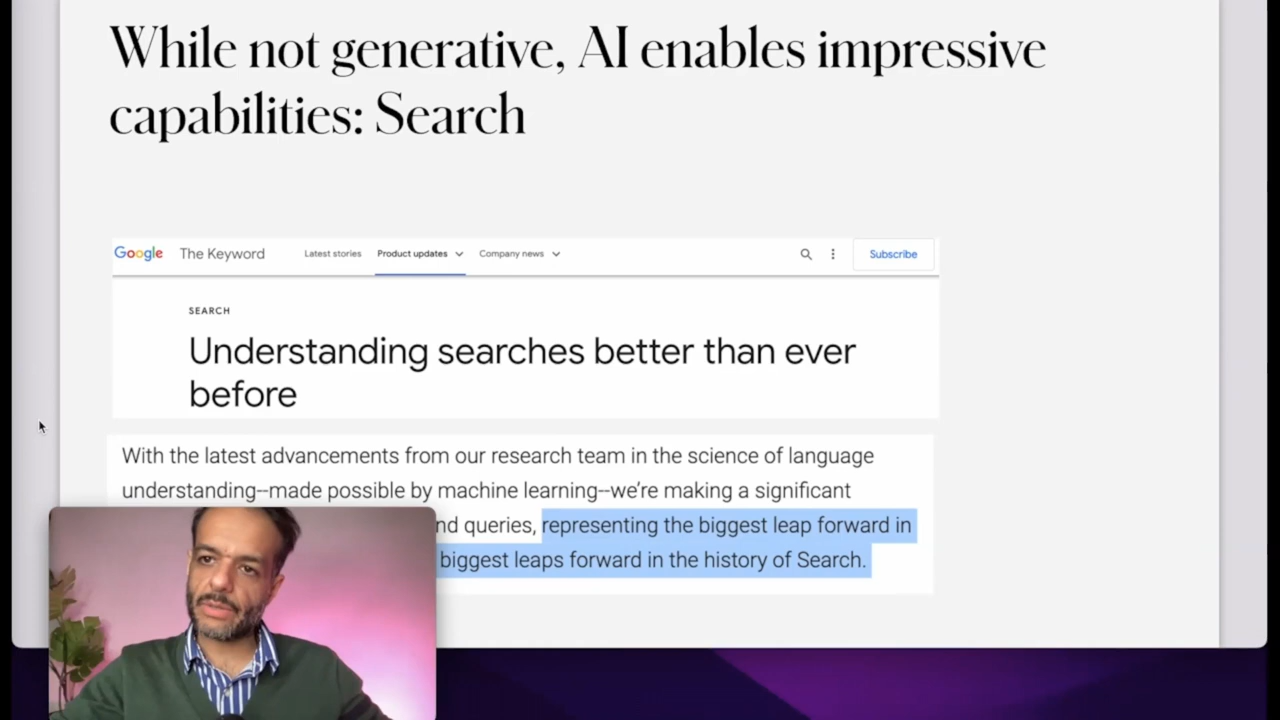 While not generative, AI enables impressive
capabilities: Search
Google The Keyword Latest stories Product updates Company news Subscribe
SEARCH
Understanding searches better than ever
before
With the latest advancements from our research team in the science of language
understanding--made possible by machine learning--we're making a significant
queries, representing the biggest leap forward in
biggest leaps forward in the history of Search.